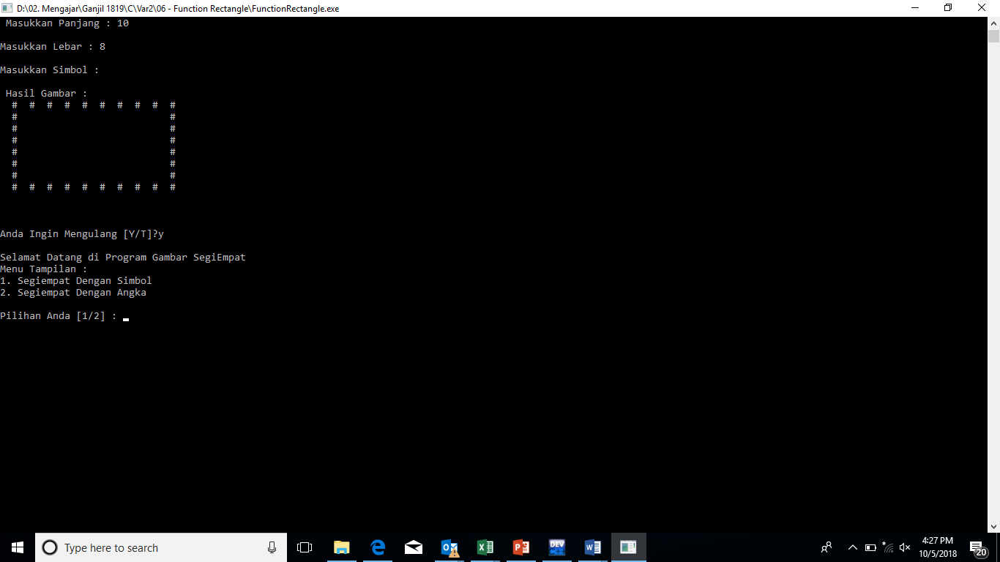 D:\02. Mengajar\Ganjil 1819\C\Var2\06 - Function Rectangle\FunctionRectangle.exe
Masukkan Panjang : 10
Masukkan Lebar : 8
Masukkan Simbol :
Hasil Gambar :
# # # # # # # # # #
# #
# #
# #
# #
# #
# #
# # # # # # # # # #
Anda Ingin Mengulang [Y/T]?y
Selamat Datang di Program Gambar SegiEmpat
Menu Tampilan :
1. Segiempat Dengan Simbol
2. Segiempat Dengan Angka
Pilihan Anda [1/2] :
Type here to search
DEV
4:27 PM
10/5/2018
20